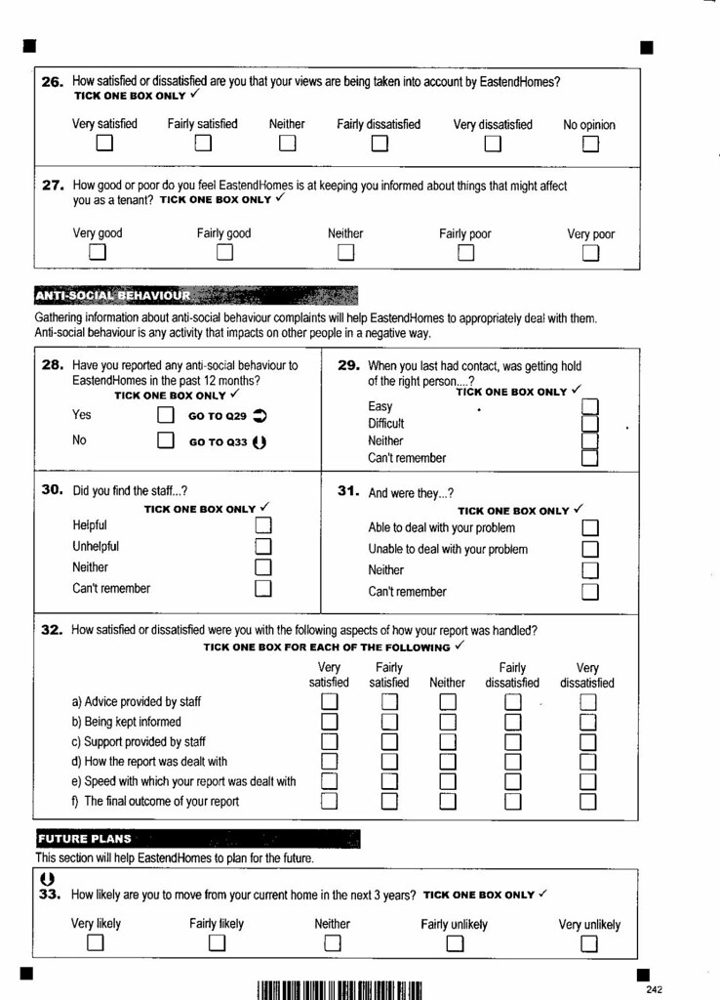 26. How satisfied or dissatisfied are you that your views are being taken into account by EastendHomes?
TICK ONE BOX ONLY ✓
Very satisfied Fairly satisfied Neither Fairly dissatisfied Very dissatisfied No opinion
27. How good or poor do you feel EastendHomes is at keeping you informed about things that might affect
you as a tenant? TICK ONE BOX ONLY ✓
Very good Fairly good Neither Fairly poor Very poor
ANTI-SOCIAL BEHAVIOUR
Gathering information about anti-social behaviour complaints will help EastendHomes to appropriately deal with them.
Anti-social behaviour is any activity that impacts on other people in a negative way.
28. Have you reported any anti-social behaviour to
EastendHomes in the past 12 months?
TICK ONE BOX ONLY ✓
Yes GO TO Q29
No GO TO Q33
29. When you last had contact, was getting hold
of the right person....?
TICK ONE BOX ONLY ✓
Easy
Difficult
Neither
Can't remember
30. Did you find the staff...?
TICK ONE BOX ONLY ✓
Helpful
Unhelpful
Neither
Can't remember
31. And were they...?
TICK ONE BOX ONLY ✓
Able to deal with your problem
Unable to deal with your problem
Neither
Can't remember
32. How satisfied or dissatisfied were you with the following aspects of how your report was handled?
TICK ONE BOX FOR EACH OF THE FOLLOWING ✓
Very Fairly Fairly Very
satisfied satisfied Neither dissatisfied dissatisfied
a) Advice provided by staff
b) Being kept informed
c) Support provided by staff
d) How the report was dealt with
e) Speed with which your report was dealt with
f) The final outcome of your report
FUTURE PLANS
This section will help EastendHomes to plan for the future.
33. How likely are you to move from your current home in the next 3 years? TICK ONE BOX ONLY ✓
Very likely Fairly likely Neither Fairly unlikely Very unlikely
242